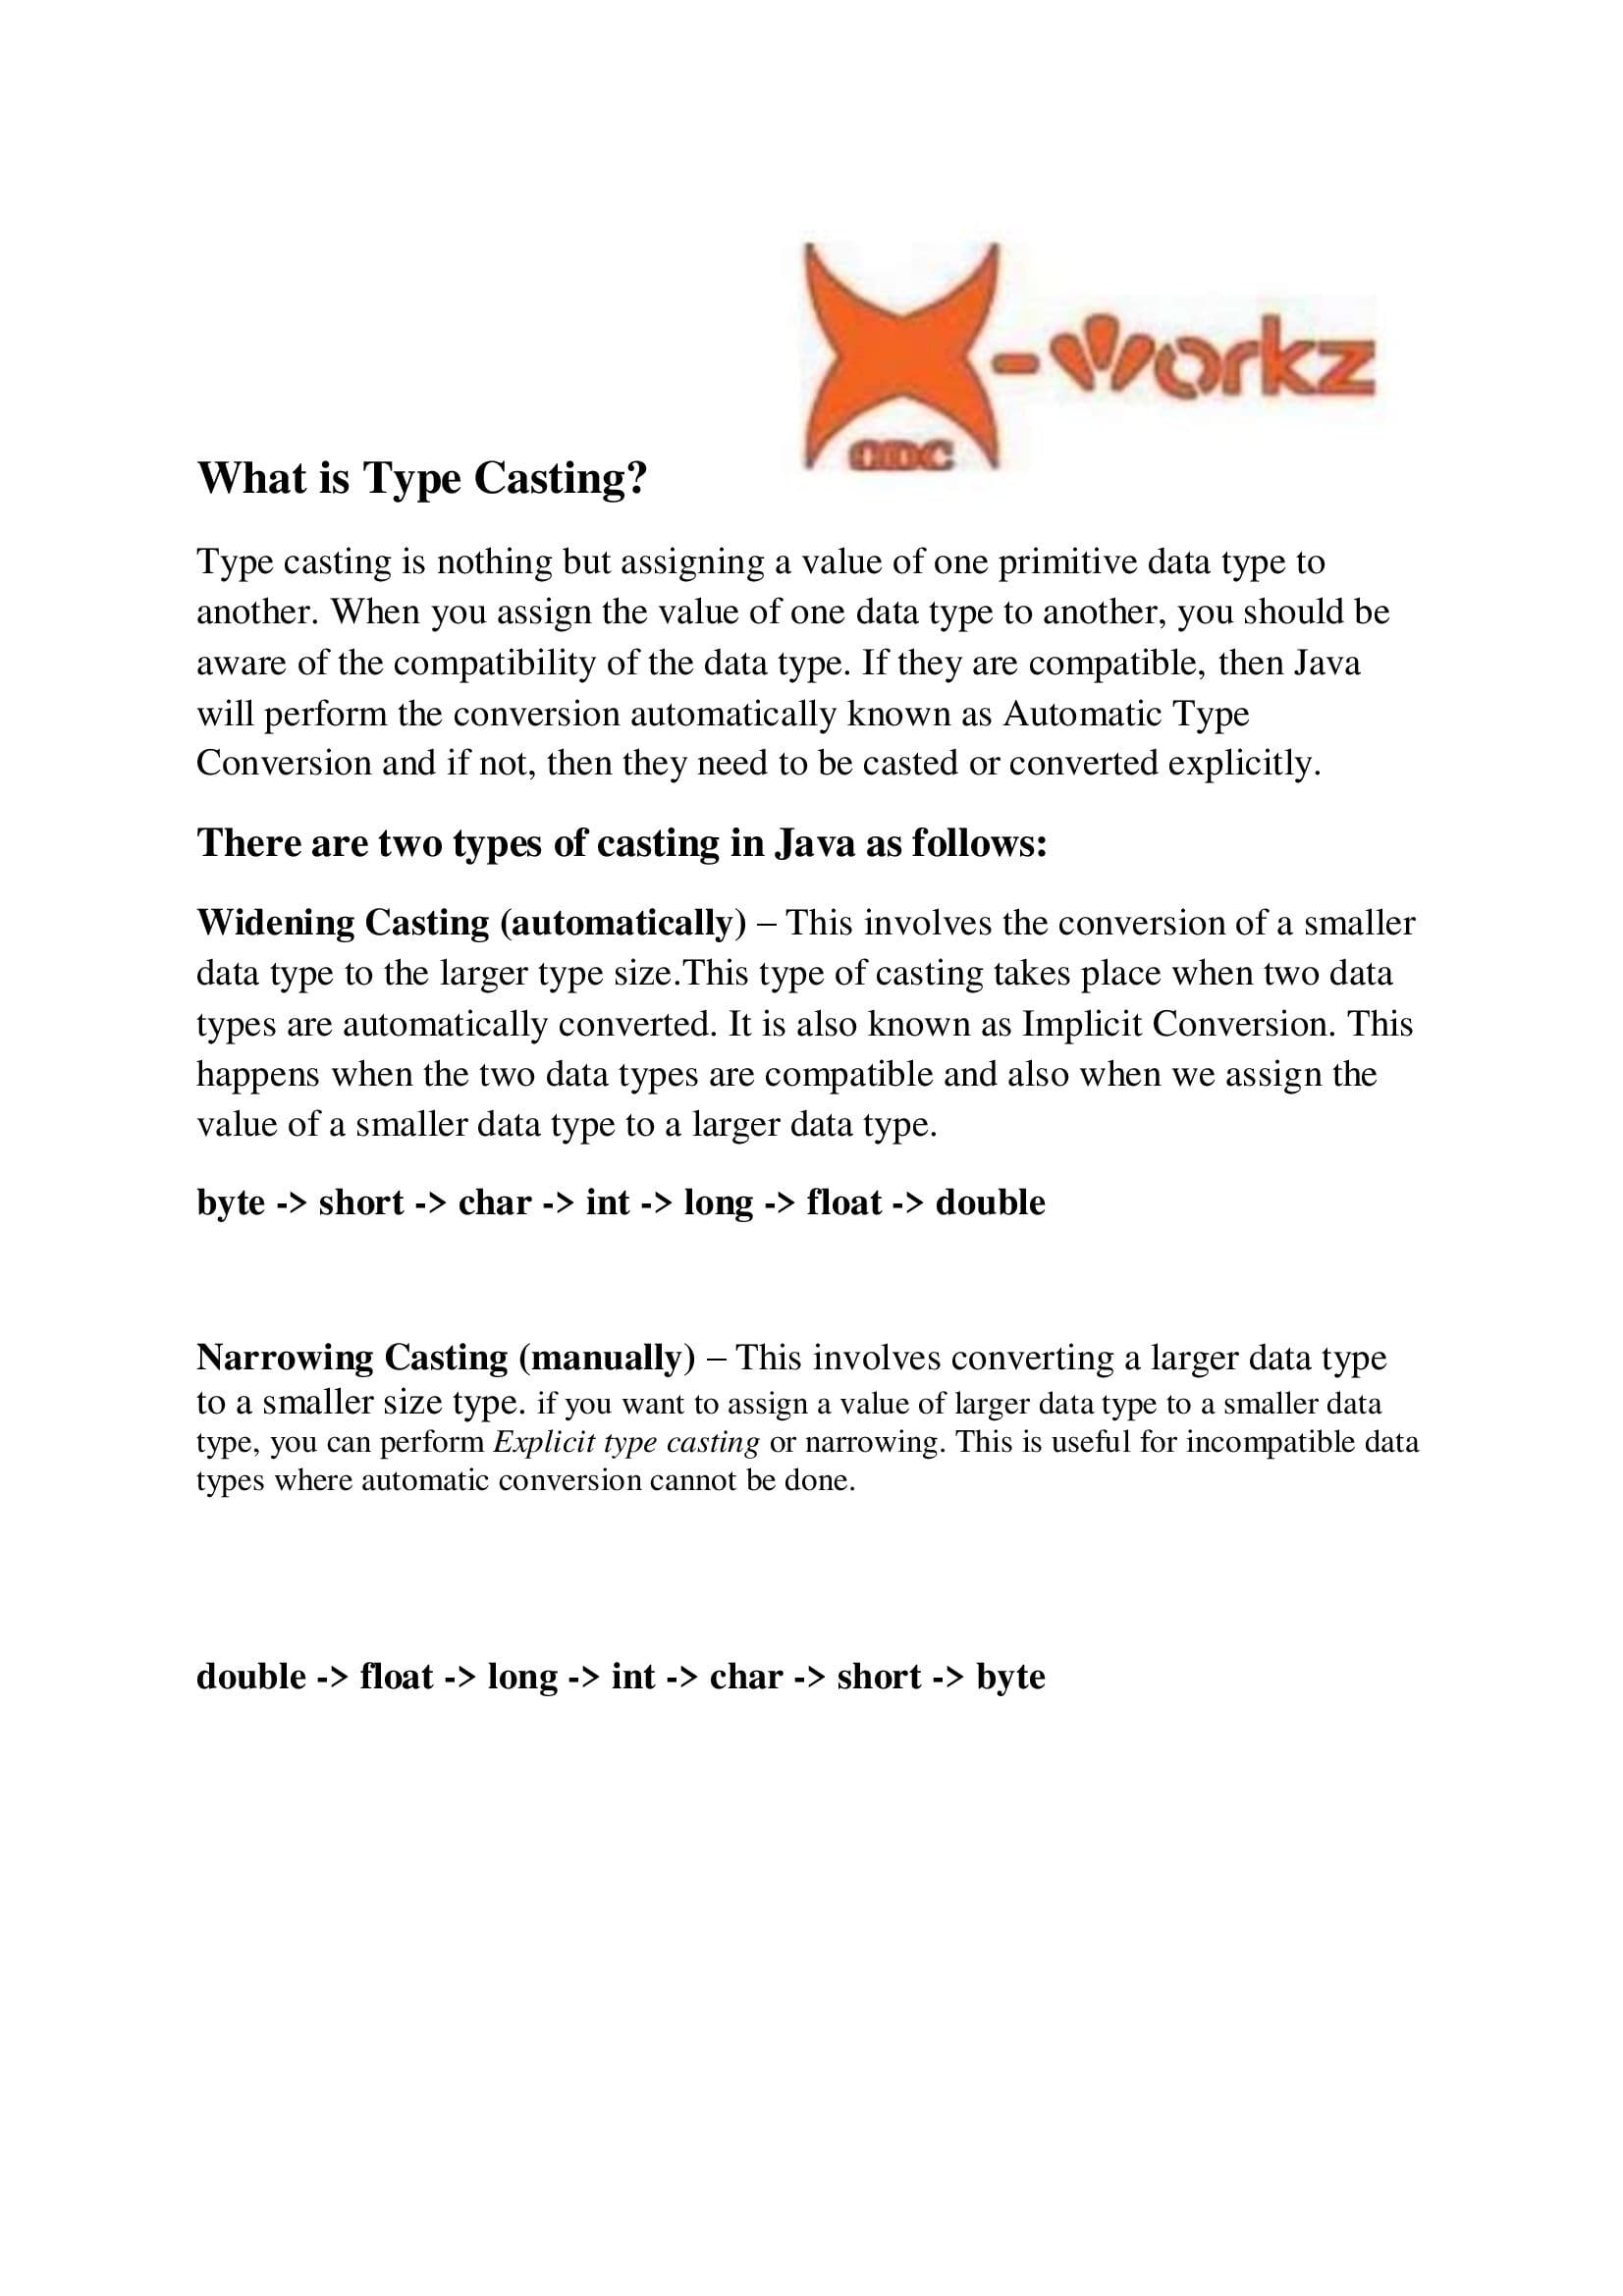 X-workz
ODC
What is Type Casting?
Type casting is nothing but assigning a value of one primitive data type to
another. When you assign the value of one data type to another, you should be
aware of the compatibility of the data type. If they are compatible, then Java
will perform the conversion automatically known as Automatic Type
Conversion and if not, then they need to be casted or converted explicitly.
There are two types of casting in Java as follows:
Widening Casting (automatically) – This involves the conversion of a smaller
data type to the larger type size.This type of casting takes place when two data
types are automatically converted. It is also known as Implicit Conversion. This
happens when the two data types are compatible and also when we assign the
value of a smaller data type to a larger data type.
byte -> short -> char -> int -> long -> float -> double
Narrowing Casting (manually) – This involves converting a larger data type
to a smaller size type. if you want to assign a value of larger data type to a smaller data
type, you can perform Explicit type casting or narrowing. This is useful for incompatible data
types where automatic conversion cannot be done.
double -> float -> long -> int -> char -> short -> byte